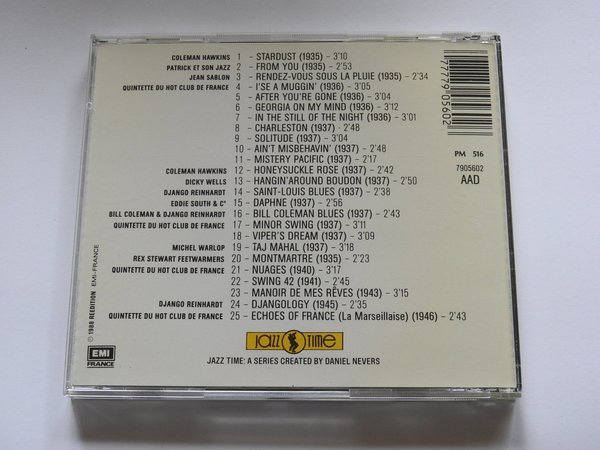 COLEMAN HAWKINS 1 - STARDUST (1935) - 3'10
PATRICK ET SON JAZZ 2 - FROM YOU (1935) - 2'53
JEAN SABLON 3 - RENDEZ-VOUS SOUS LA PLUIE (1935) - 2'34
QUINTETTE DU HOT CLUB DE FRANCE 4 - I'SE A MUGGIN' (1936) - 3'05
5 - AFTER YOU'RE GONE (1936) - 3'04
6 - GEORGIA ON MY MIND (1936) - 3'12
7 - IN THE STILL OF THE NIGHT (1936) - 3'01
8 - CHARLESTON (1937) - 2'48
9 - SOLITUDE (1937) - 3'04
10 - AIN'T MISBEHAVIN' (1937) - 2'48
11 - MISTERY PACIFIC (1937) - 2'17
COLEMAN HAWKINS 12 - HONEYSUCKLE ROSE (1937) - 2'42
DICKY WELLS 13 - HANGIN'AROUND BOUDON (1937) - 2'50
DJANGO REINHARDT 14 - SAINT-LOUIS BLUES (1937) - 2'38
EDDIE SOUTH & Cº 15 - DAPHNE (1937) - 2'56
BILL COLEMAN & DJANGO REINHARDT 16 - BILL COLEMAN BLUES (1937) - 2'43
QUINTETTE DU HOT CLUB DE FRANCE 17 - MINOR SWING (1937) - 3'11
18 - VIPER'S DREAM (1937) - 3'09
MICHEL WARLOP 19 - TAJ MAHAL (1937) - 3'18
REX STEWART FEETWARMERS 20 - MONTMARTRE (1935) - 2'23
QUINTETTE DU HOT CLUB DE FRANCE 21 - NUAGES (1940) - 3'17
22 - SWING 42 (1941) - 2'45
23 - MANOIR DE MES RÊVES (1943) - 3'15
DJANGO REINHARDT 24 - DJANGOLOGY (1945) - 2'35
QUINTETTE DU HOT CLUB DE FRANCE 25 - ECHOES OF FRANCE (La Marseillaise) (1946) - 2'43
77779 05602
PM 516
7905602
AAD
© 1988 REEDITION EMI-FRANCE
EMI
FRANCE
JAZZ TIME
JAZZ TIME: A SERIES CREATED BY DANIEL NEVERS